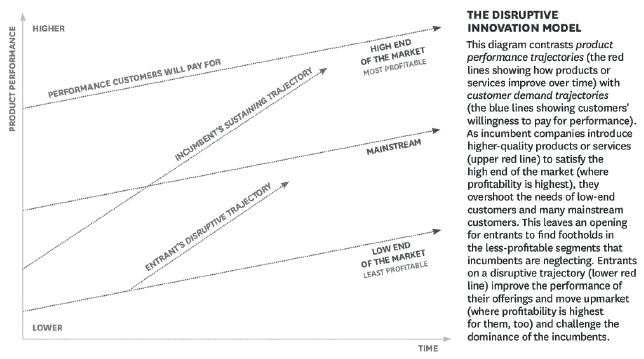 HIGHER
PRODUCT PERFORMANCE
PERFORMANCE CUSTOMERS WILL PAY FOR
HIGH END
OF THE MARKET
MOST PROFITABLE
INCUMBENT'S SUSTAINING TRAJECTORY
MAINSTREAM
ENTRANT'S DISRUPTIVE TRAJECTORY
LOW END
OF THE MARKET
LEAST PROFITABLE
LOWER
TIME
THE DISRUPTIVE
INNOVATION MODEL
This diagram contrasts product
performance trajectories (the red
lines showing how products or
services improve over time) with
customer demand trajectories
(the blue lines showing customers'
willingness to pay for performance).
As incumbent companies introduce
higher-quality products or services
(upper red line) to satisfy the
high end of the market (where
profitability is highest), they
overshoot the needs of low-end
customers and many mainstream
customers. This leaves an opening
for entrants to find footholds in
the less-profitable segments that
incumbents are neglecting. Entrants
on a disruptive trajectory (lower red
line) improve the performance of
their offerings and move upmarket
(where profitability is highest
for them, too) and challenge the
dominance of the incumbents.